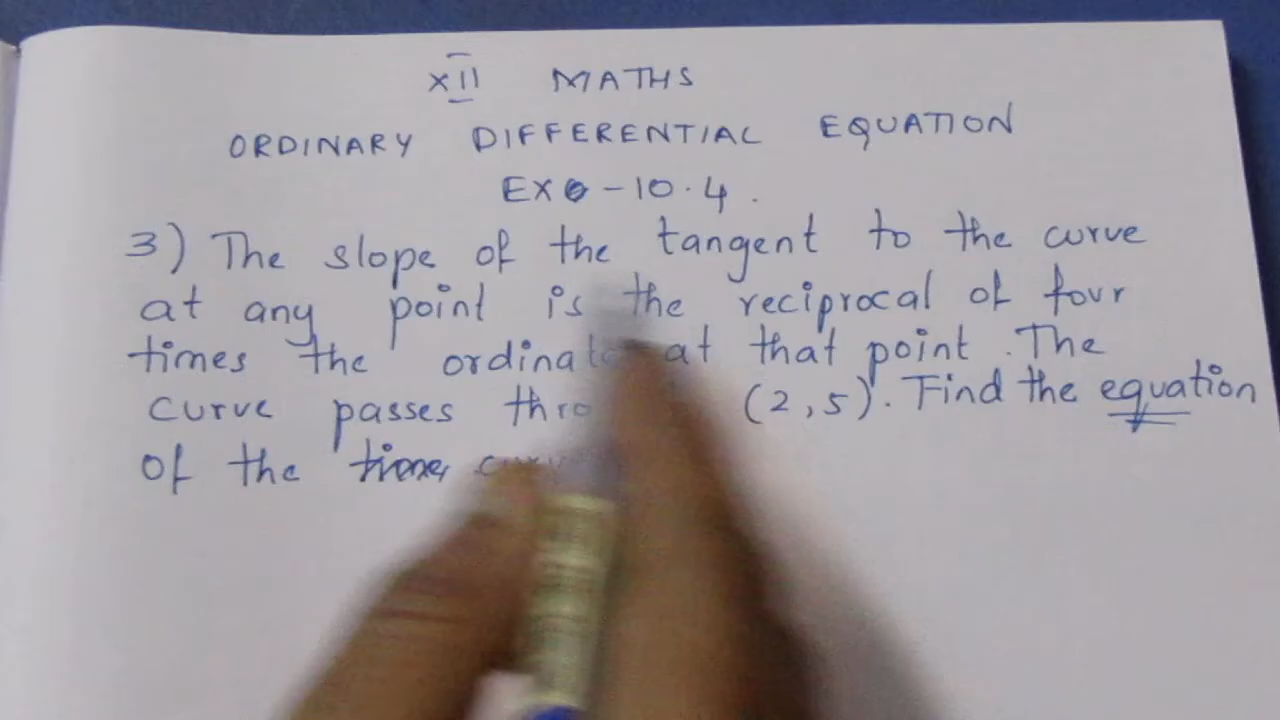 XII MATHS
ORDINARY DIFFERENTIAL EQUATION
EX - 10.4.
3) The slope of the tangent to the curve
at any point is the reciprocal of four
times the at that point. The
curve passes (2,5). Find the equation
of the